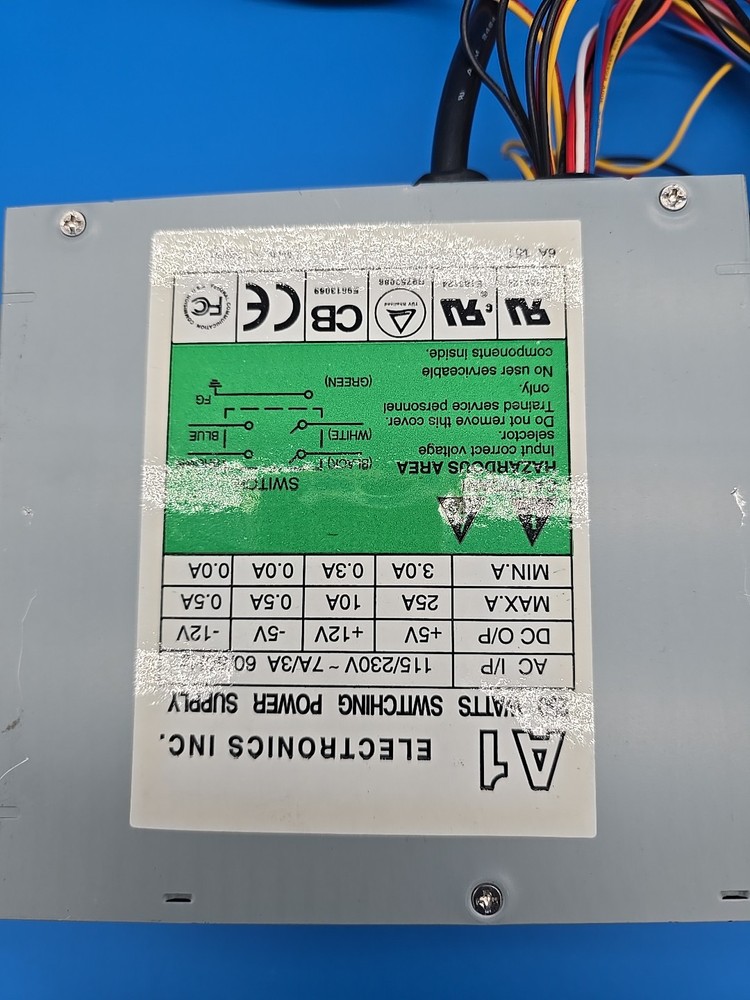 A1 ELECTRONICS INC.
WATTS SWITCHING POWER SUPPLY
AC I/P 115/230V ~ 7A/3A
DC O/P +5V +12V -5V -12V
MAX.A 25A 10A 0.5A 0.5A
MIN.A 3.0A 0.3A 0.0A 0.0A
HAZARDOUS AREA
Input correct voltage
selector.
Do not remove this cover.
Trained service personnel
only.
No user serviceable
components inside.
(BLACK)
(WHITE) BLUE
FG
(GREEN)
c
CB
E9613069
CE
FC